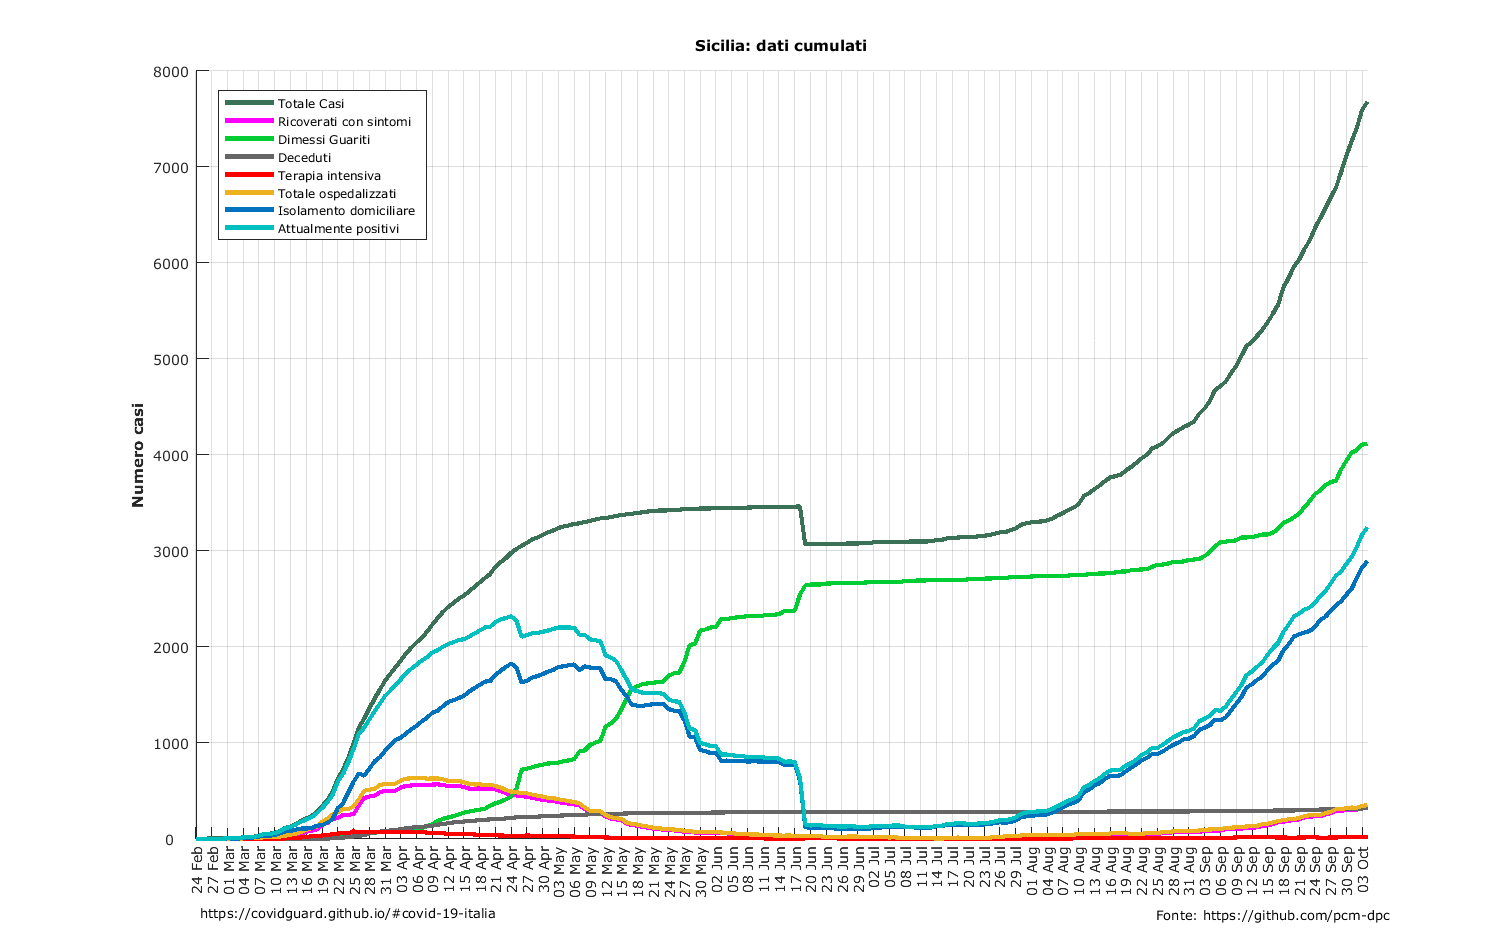 Sicilia: dati cumulati
Numero casi
8000
7000
6000
5000
4000
3000
2000
1000
0
Totale Casi
Ricoverati con sintomi
Dimessi Guariti
Deceduti
Terapia intensiva
Totale ospedalizzati
Isolamento domiciliare
Attualmente positivi
24 Feb
27 Feb
01 Mar
04 Mar
07 Mar
10 Mar
13 Mar
16 Mar
19 Mar
22 Mar
25 Mar
28 Mar
31 Mar
03 Apr
06 Apr
09 Apr
12 Apr
15 Apr
18 Apr
21 Apr
24 Apr
27 Apr
30 Apr
03 May
06 May
09 May
12 May
15 May
18 May
21 May
24 May
27 May
30 May
02 Jun
05 Jun
08 Jun
11 Jun
14 Jun
17 Jun
20 Jun
23 Jun
26 Jun
29 Jun
02 Jul
05 Jul
08 Jul
11 Jul
14 Jul
17 Jul
20 Jul
23 Jul
26 Jul
29 Jul
01 Aug
04 Aug
07 Aug
10 Aug
13 Aug
16 Aug
19 Aug
22 Aug
25 Aug
28 Aug
31 Aug
03 Sep
06 Sep
09 Sep
12 Sep
15 Sep
18 Sep
21 Sep
24 Sep
27 Sep
30 Sep
03 Oct
https://covidguard.github.io/#covid-19-italia
Fonte: https://github.com/pcm-dpc